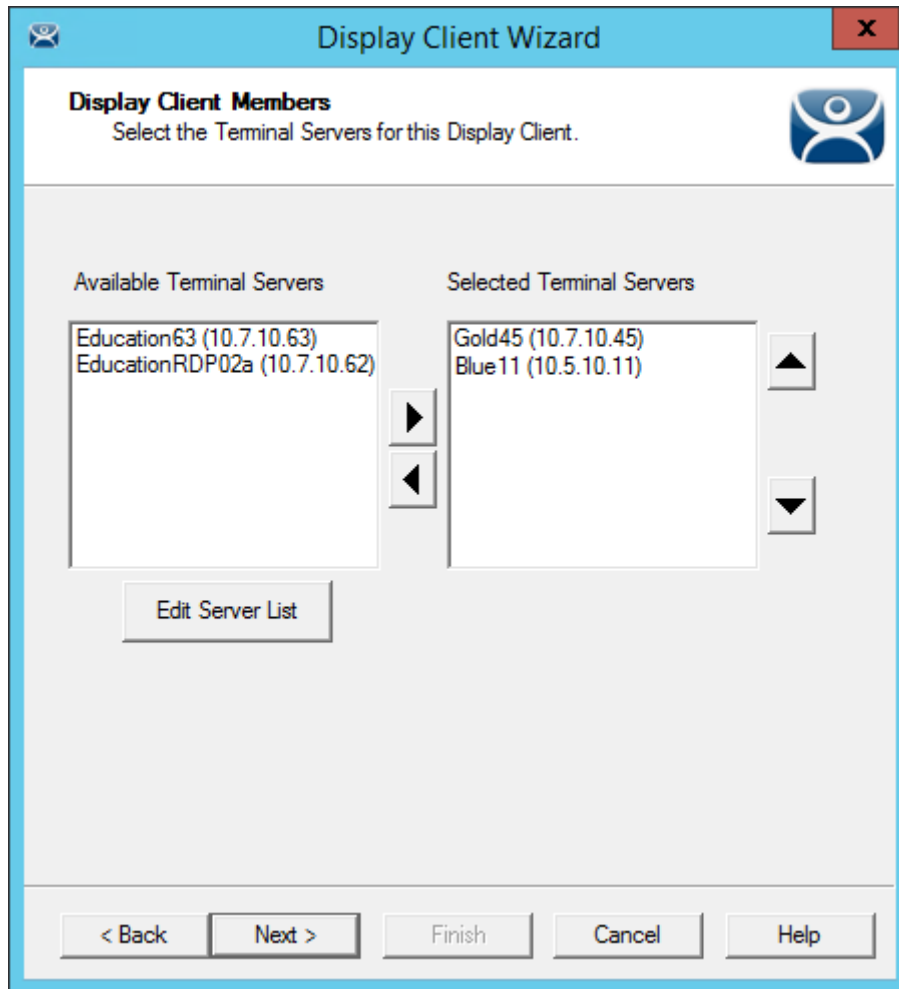 Display Client Wizard
x
Display Client Members
Select the Terminal Servers for this Display Client.
Available Terminal Servers
Selected Terminal Servers
Education63 (10.7.10.63)
EducationRDP02a (10.7.10.62)
Gold45 (10.7.10.45)
Blue11 (10.5.10.11)
Edit Server List
< Back
Next >
Finish
Cancel
Help